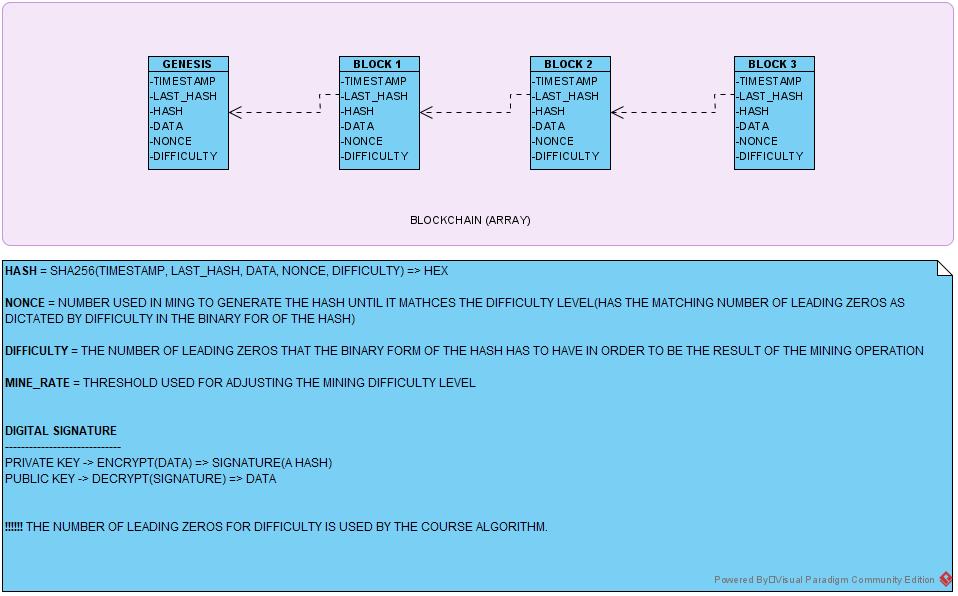 GENESIS
-TIMESTAMP
-LAST_HASH
-HASH
-DATA
-NONCE
-DIFFICULTY
BLOCK 1
-TIMESTAMP
-LAST_HASH
-HASH
-DATA
-NONCE
-DIFFICULTY
BLOCK 2
-TIMESTAMP
-LAST_HASH
-HASH
-DATA
-NONCE
-DIFFICULTY
BLOCK 3
-TIMESTAMP
-LAST_HASH
-HASH
-DATA
-NONCE
-DIFFICULTY
BLOCKCHAIN (ARRAY)
HASH = SHA256(TIMESTAMP, LAST_HASH, DATA, NONCE, DIFFICULTY) => HEX
NONCE = NUMBER USED IN MING TO GENERATE THE HASH UNTIL IT MATHCES THE DIFFICULTY LEVEL(HAS THE MATCHING NUMBER OF LEADING ZEROS AS
DICTATED BY DIFFICULTY IN THE BINARY FOR OF THE HASH)
DIFFICULTY = THE NUMBER OF LEADING ZEROS THAT THE BINARY FORM OF THE HASH HAS TO HAVE IN ORDER TO BE THE RESULT OF THE MINING OPERATION
MINE_RATE = THRESHOLD USED FOR ADJUSTING THE MINING DIFFICULTY LEVEL
DIGITAL SIGNATURE
-----------------------------
PRIVATE KEY -> ENCRYPT(DATA) => SIGNATURE(A HASH)
PUBLIC KEY -> DECRYPT(SIGNATURE) => DATA
!!!!!! THE NUMBER OF LEADING ZEROS FOR DIFFICULTY IS USED BY THE COURSE ALGORITHM.
Powered By□Visual Paradigm Community Edition